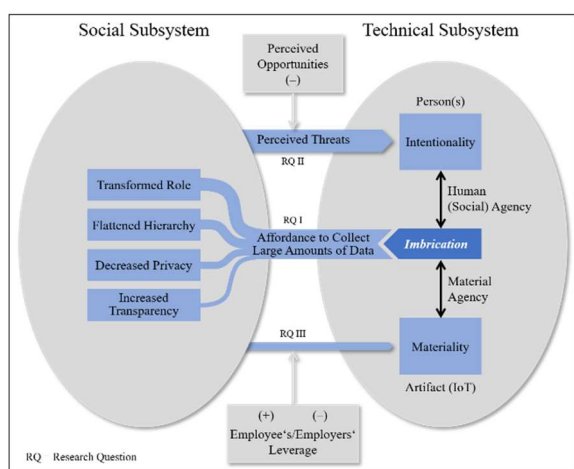 Social Subsystem
Technical Subsystem
Perceived
Opportunities
(–)
Person(s)
Perceived Threats
Intentionality
RQ II
Transformed Role
Human
(Social) Agency
RQ I
Flattened Hierarchy
Affordance to Collect
Large Amounts of Data
Imbrication
Decreased Privacy
Material
Agency
Increased
Transparency
RQ III
Materiality
Artifact (IoT)
(+) (–)
Employee‘s/Employers‘
Leverage
RQ Research Question